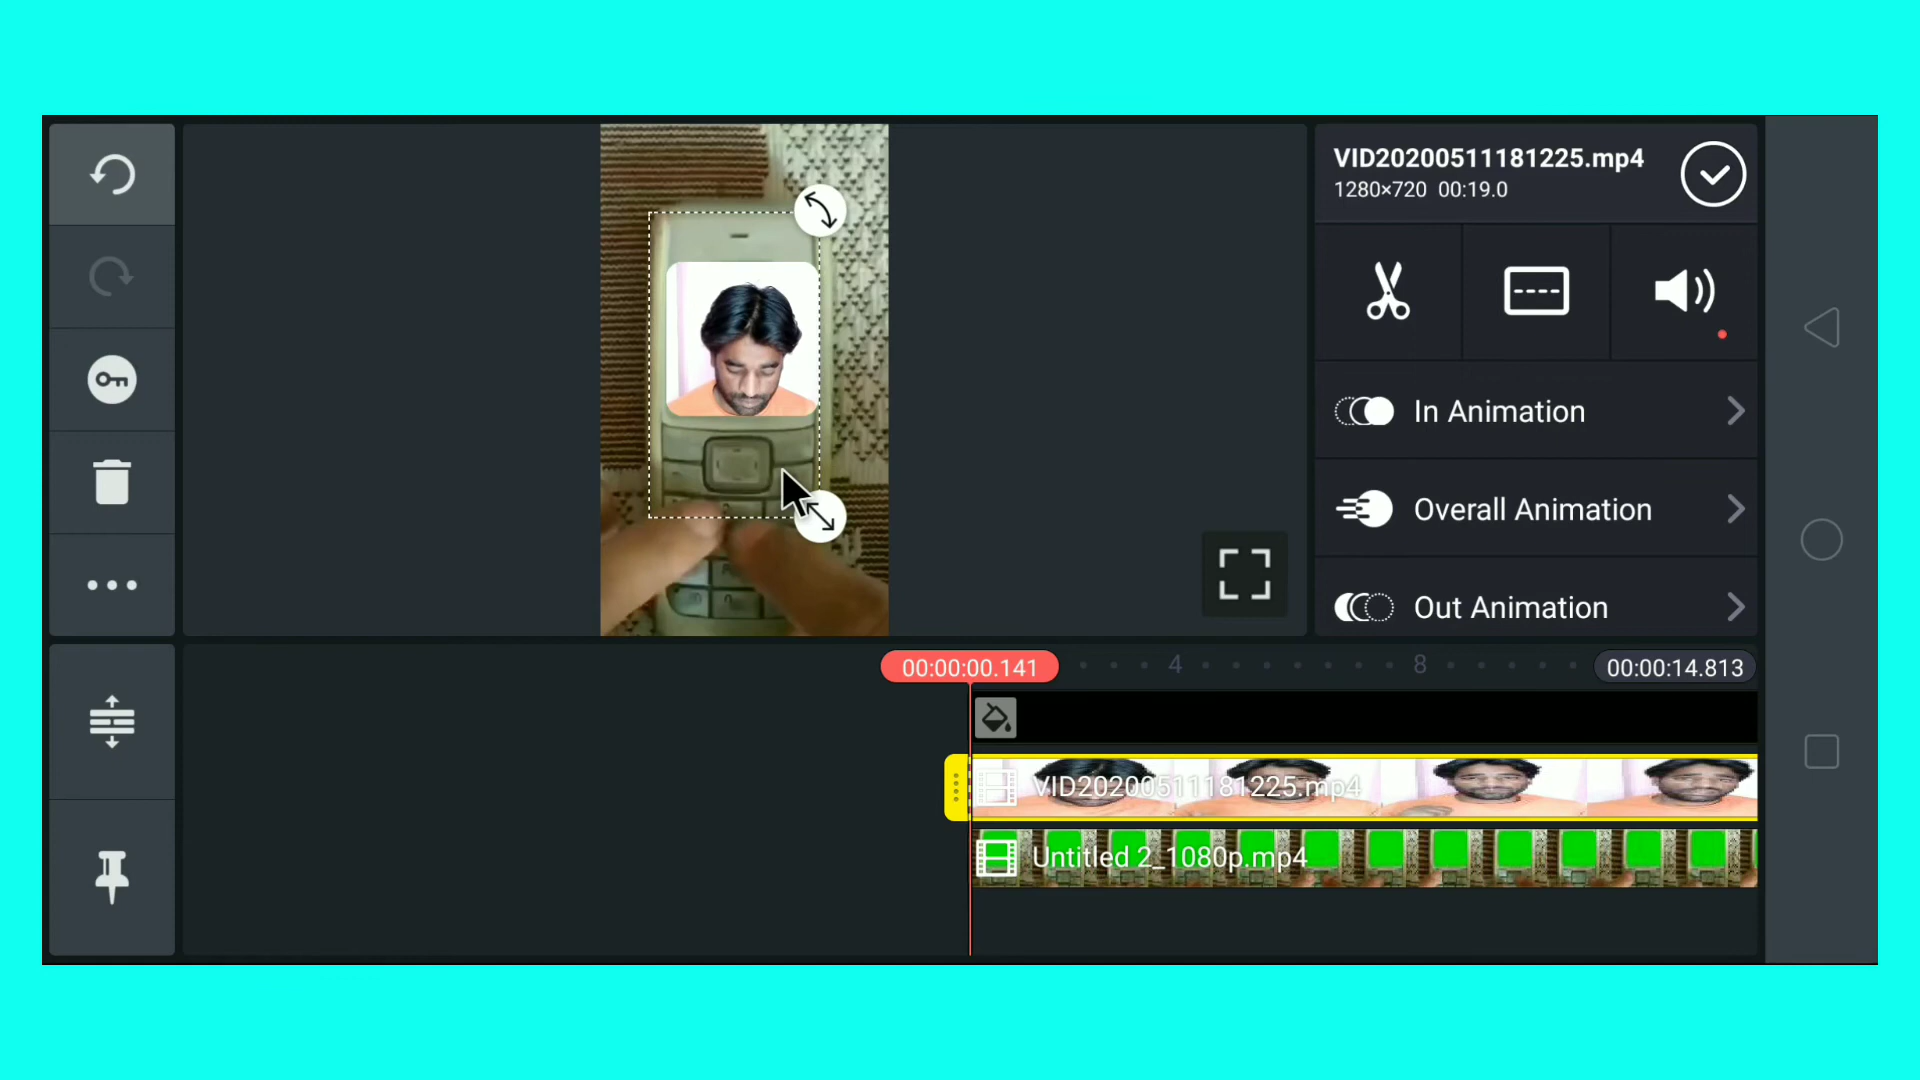 VID20200511181225.mp4
1280×720 00:19.0
In Animation
Overall Animation
Out Animation
00:00:00.141
4
8
00:00:14.813
VID20200511181225.mp4
Untitled 2_1080p.mp4